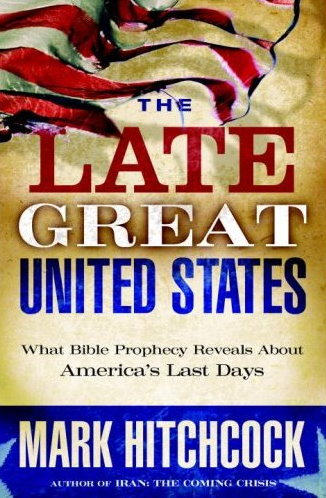 THE
LATE
GREAT
UNITED STATES
What Bible Prophecy Reveals About
America's Last Days
MARK HITCHCOCK
AUTHOR OF IRAN: THE COMING CRISIS